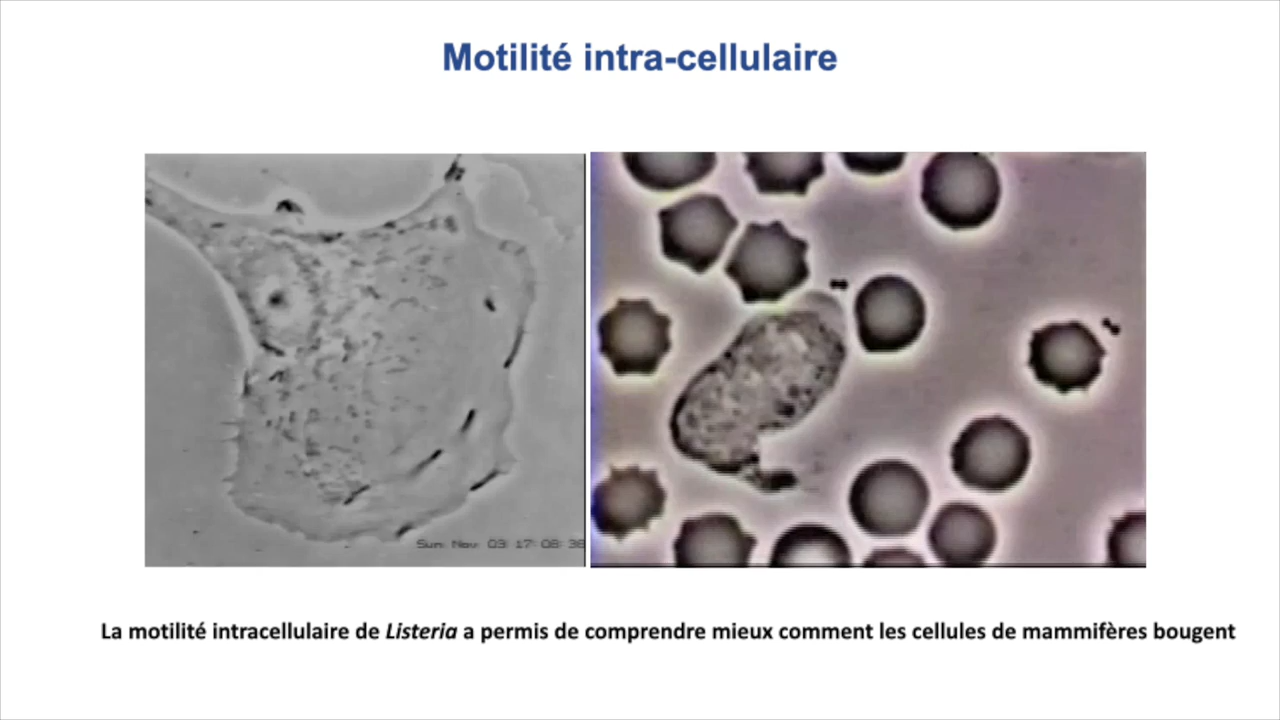 Motilité intra-cellulaire
Sun Nov 03 17:08:36
La motilité intracellulaire de Listeria a permis de comprendre mieux comment les cellules de mammifères bougent